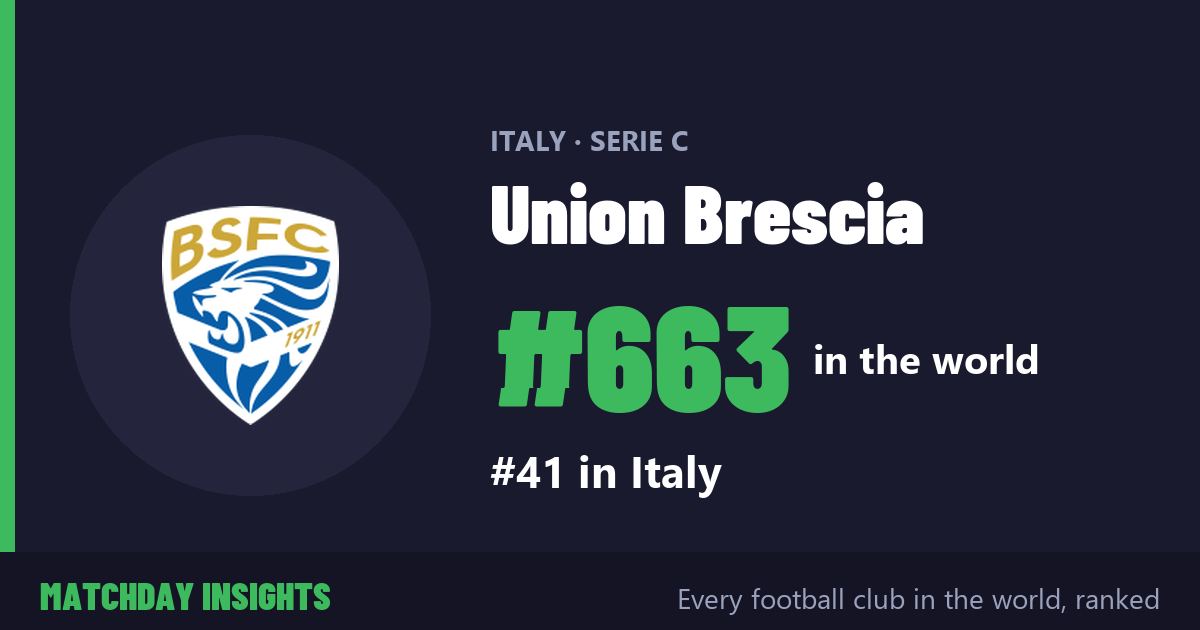 ITALY · SERIE C
Union Brescia
BSFC
1911
#663 in the world
#41 in Italy
MATCHDAY INSIGHTS
Every football club in the world, ranked